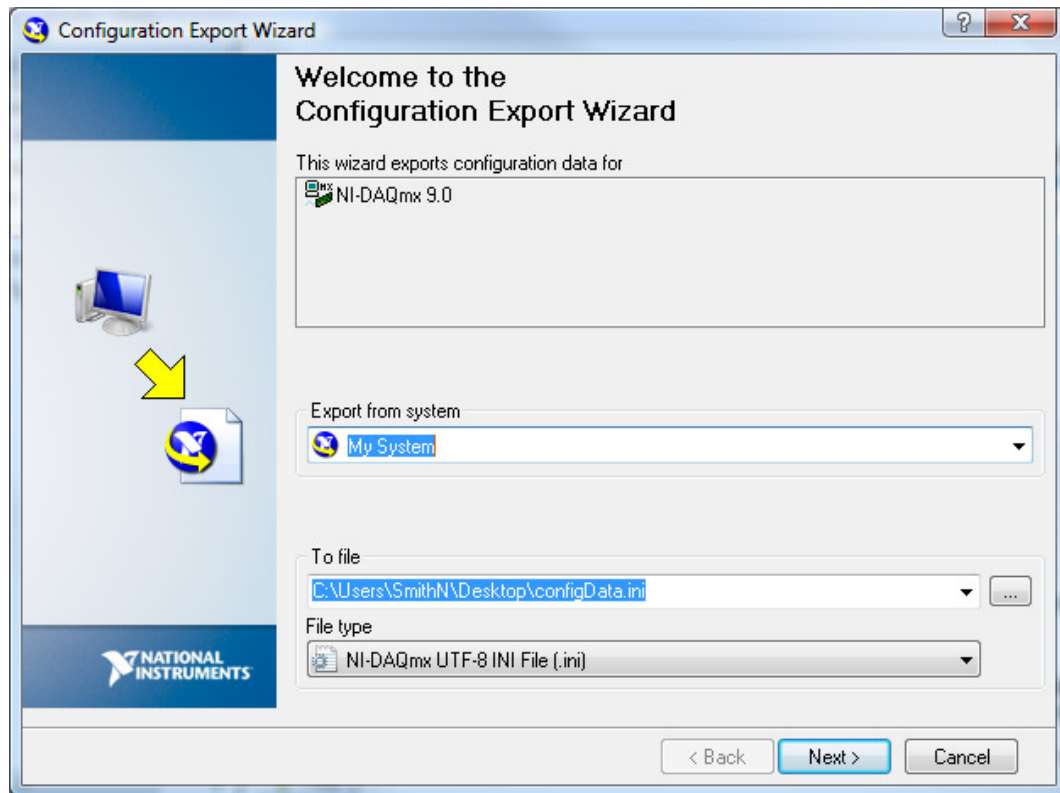 Configuration Export Wizard
Welcome to the
Configuration Export Wizard
This wizard exports configuration data for
NI-DAQmx 9.0
Export from system
My System
To file
C:\Users\SmithN\Desktop\configData.ini
...
File type
NI-DAQmx UTF-8 INI File (.ini)
NATIONAL
INSTRUMENTS
< Back
Next >
Cancel